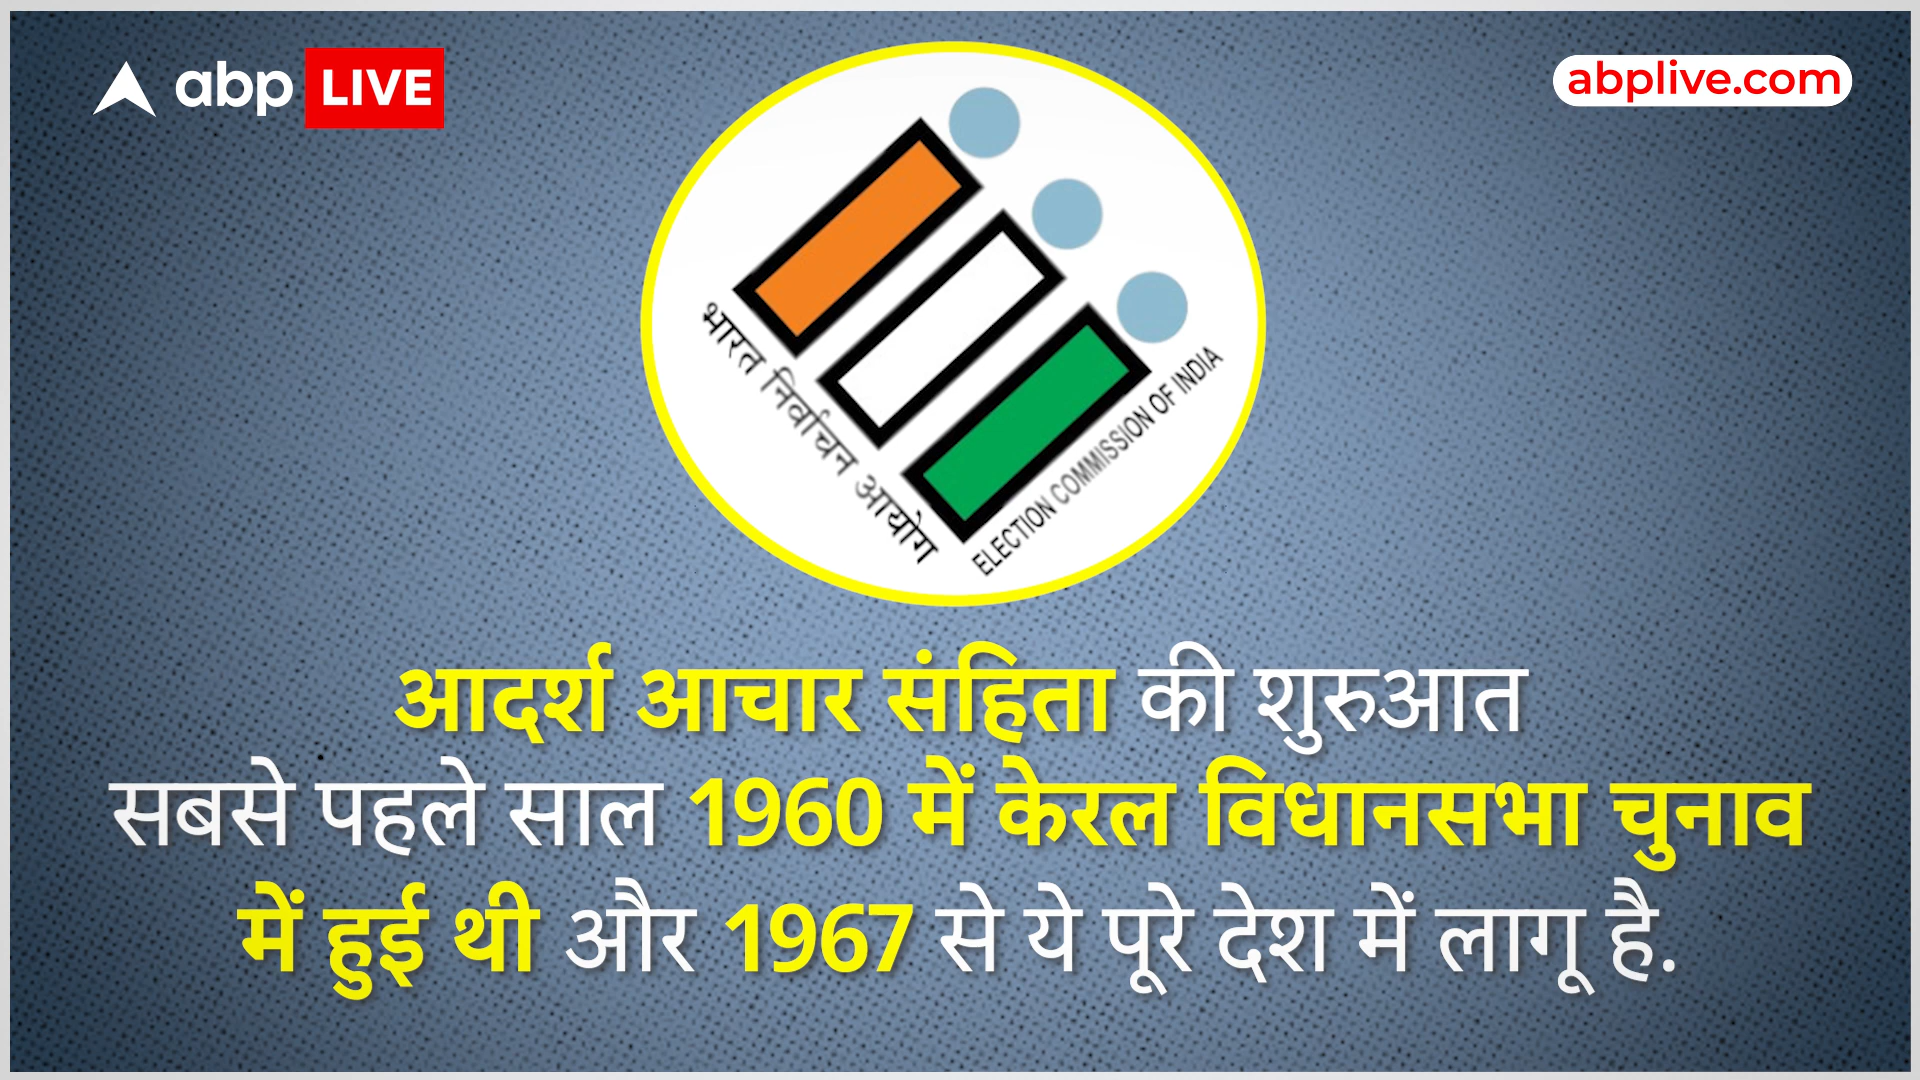 abp LIVE
abplive.com
भारत निर्वाचन आयोग
ELECTION COMMISSION OF INDIA
आदर्श आचार संहिता की शुरुआत
सबसे पहले साल 1960 में केरल विधानसभा चुनाव
में हुई थी और 1967 से ये पूरे देश में लागू है.